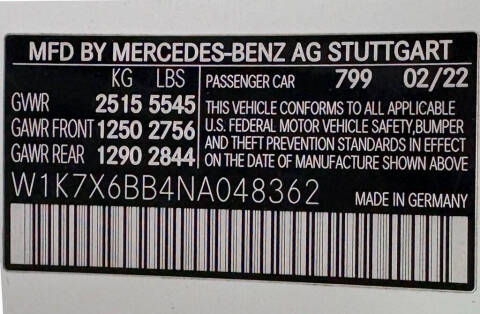 MFD BY MERCEDES-BENZ AG STUTTGART
KG LBS
GVWR 2515 5545
GAWR FRONT 1250 2756
GAWR REAR 1290 2844
PASSENGER CAR 799 02/22
THIS VEHICLE CONFORMS TO ALL APPLICABLE
U.S. FEDERAL MOTOR VEHICLE SAFETY,BUMPER
AND THEFT PREVENTION STANDARDS IN EFFECT
ON THE DATE OF MANUFACTURE SHOWN ABOVE
W1K7X6BB4NA048362
MADE IN GERMANY